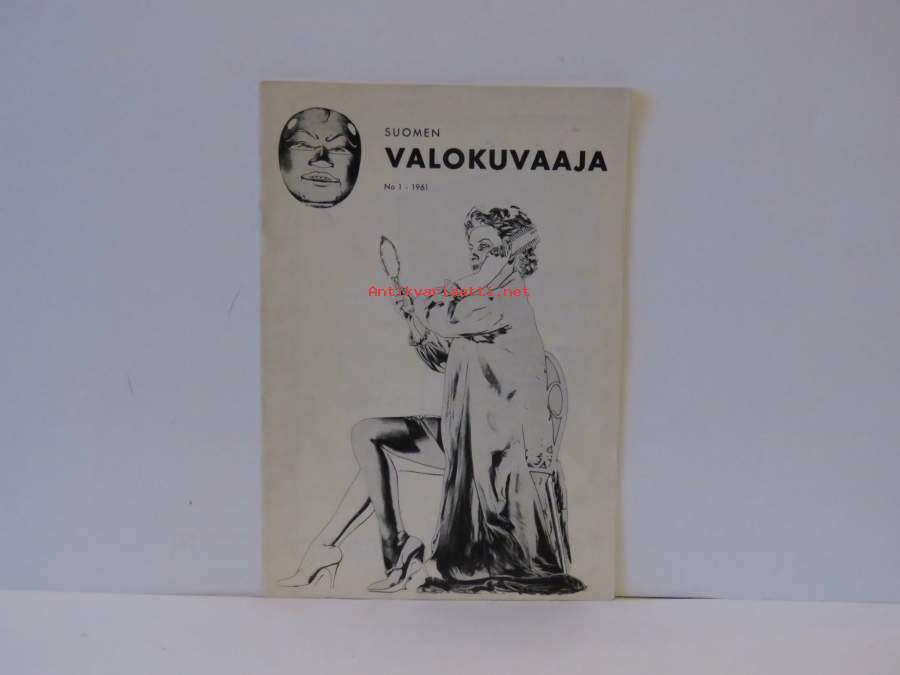 SUOMEN
VALOKUVAAJA
No 1 - 1961
Antikvariaatti.net